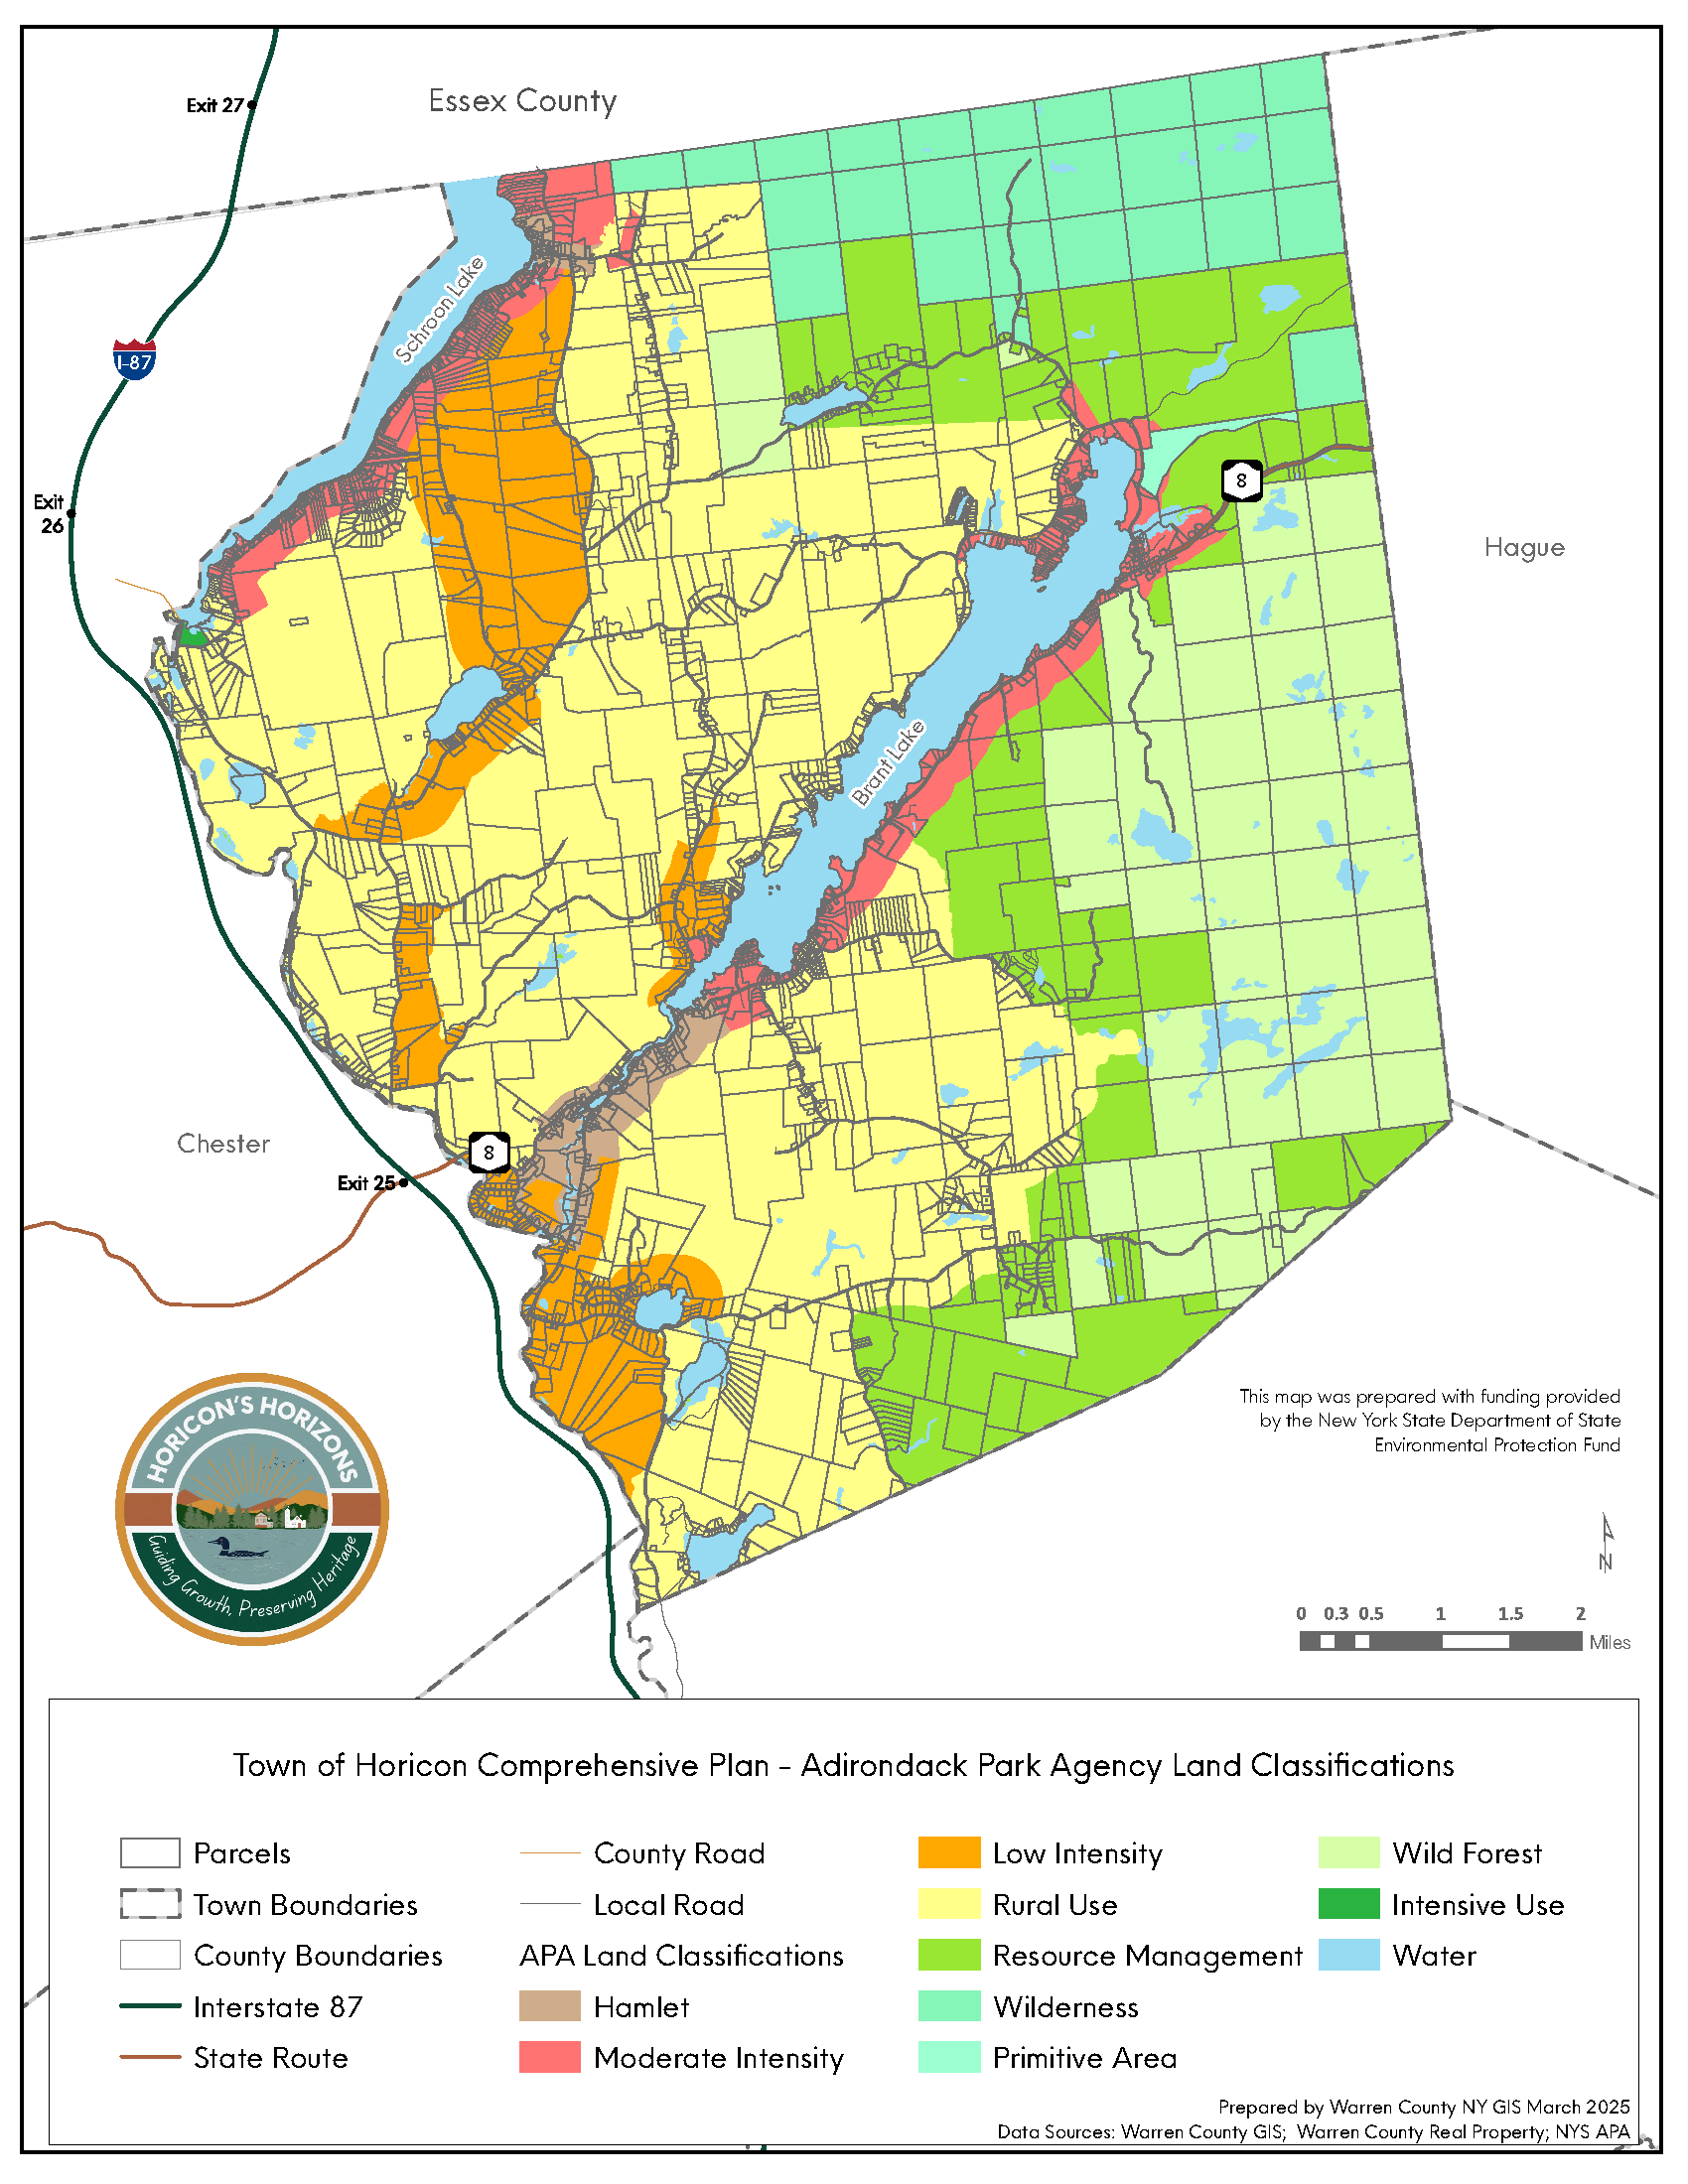 Essex County
Exit 27
Schroon Lake
I-87
8
Exit
26
Hague
Brant Lake
Chester
8
Exit 25
HORICON'S HORIZONS
Guiding Growth, Preserving Heritage
This map was prepared with funding provided
by the New York State Department of State
Environmental Protection Fund
N
0 0.3 0.5 1 1.5 2
Miles
Town of Horicon Comprehensive Plan - Adirondack Park Agency Land Classifications
Parcels
Town Boundaries
County Boundaries
Interstate 87
State Route
County Road
Local Road
APA Land Classifications
Hamlet
Moderate Intensity
Low Intensity
Rural Use
Resource Management
Wilderness
Primitive Area
Wild Forest
Intensive Use
Water
Prepared by Warren County NY GIS March 2025
Data Sources: Warren County GIS; Warren County Real Property; NYS APA